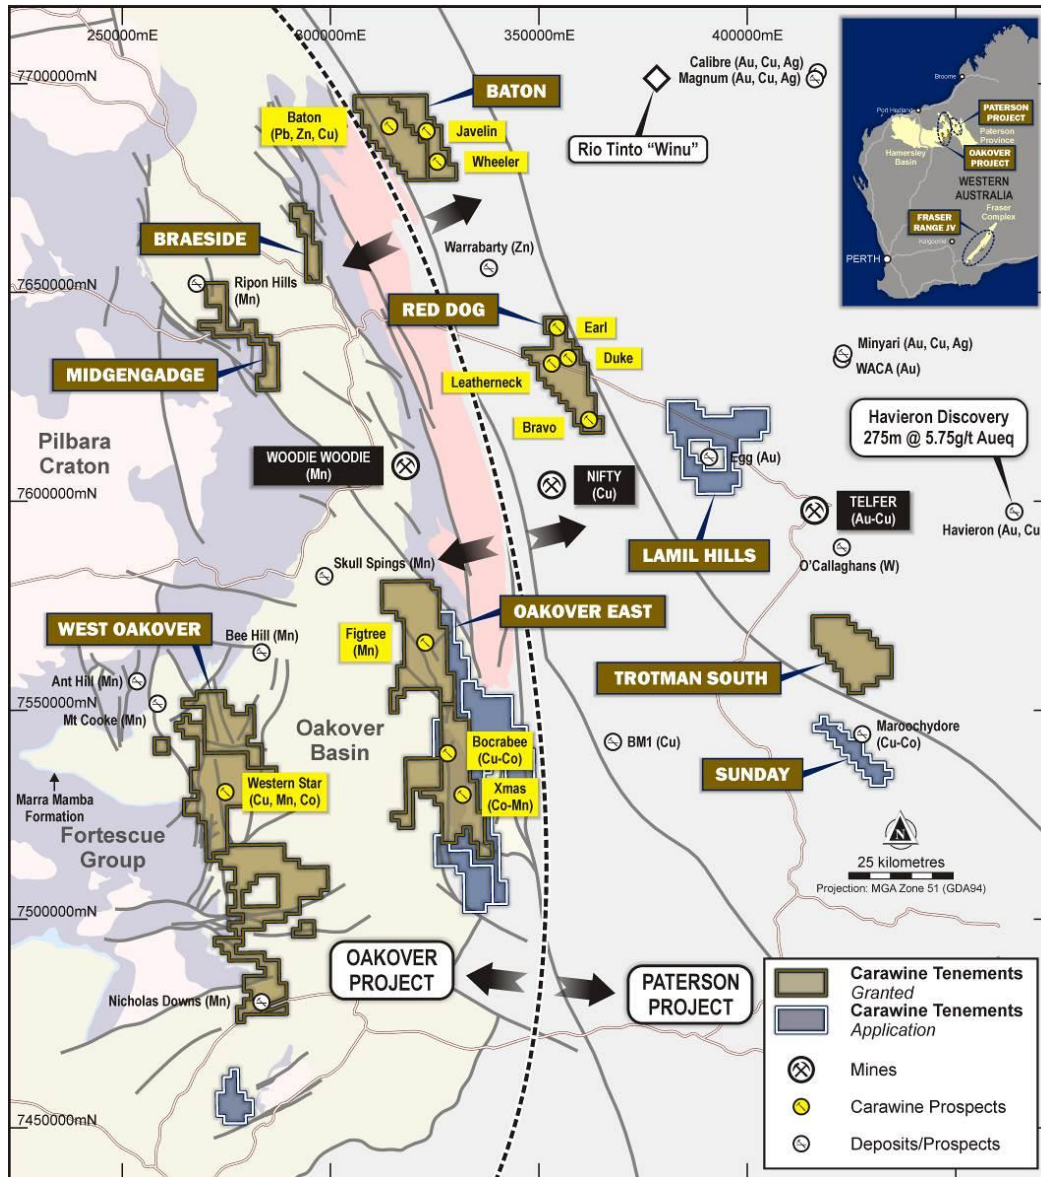 250000mE
300000mE
350000mE
400000mE
7700000mN
7650000mN
7600000mN
7550000mN
7500000mN
7450000mN
Calibre (Au, Cu, Ag)
Magnum (Au, Cu, Ag)
Rio Tinto “Winu”
BATON
Baton
(Pb, Zn, Cu)
Javelin
Wheeler
BRAESIDE
Warrabarty (Zn)
Ripon Hills
(Mn)
RED DOG
Earl
Duke
Leatherneck
Bravo
MIDGENGADGE
Minyari (Au, Cu, Ag)
WACA (Au)
Havieron Discovery
275m @ 5.75g/t Aueq
Pilbara
Craton
WOODIE WOODIE
(Mn)
NIFTY
(Cu)
Egg (Au)
TELFER
(Au-Cu)
Havieron (Au, Cu
LAMIL HILLS
O'Callaghans (W)
Skull Spings (Mn)
OAKOVER EAST
WEST OAKOVER
Bee Hill (Mn)
Figtree
(Mn)
TROTMAN SOUTH
Ant Hill (Mn)
Mt Cooke (Mn)
Oakover
Basin
Bocrabee
(Cu-Co)
BM1 (Cu)
Maroochydore
(Cu-Co)
SUNDAY
Western Star
(Cu, Mn, Co)
Xmas
(Co-Mn)
Marra Mamba
Formation
Fortescue
Group
N
25 kilometres
Projection: MGA Zone 51 (GDA94)
OAKOVER
PROJECT
PATERSON
PROJECT
Nicholas Downs (Mn)
Carawine Tenements
Granted
Carawine Tenements
Application
Mines
Carawine Prospects
Deposits/Prospects
Broome
Port Hedland
PATERSON
PROJECT
Paterson
Province
Hamersley
Basin
OAKOVER
PROJECT
WESTERN
AUSTRALIA
Fraser
Complex
FRASER
RANGE JV
Kalgoorlie
PERTH